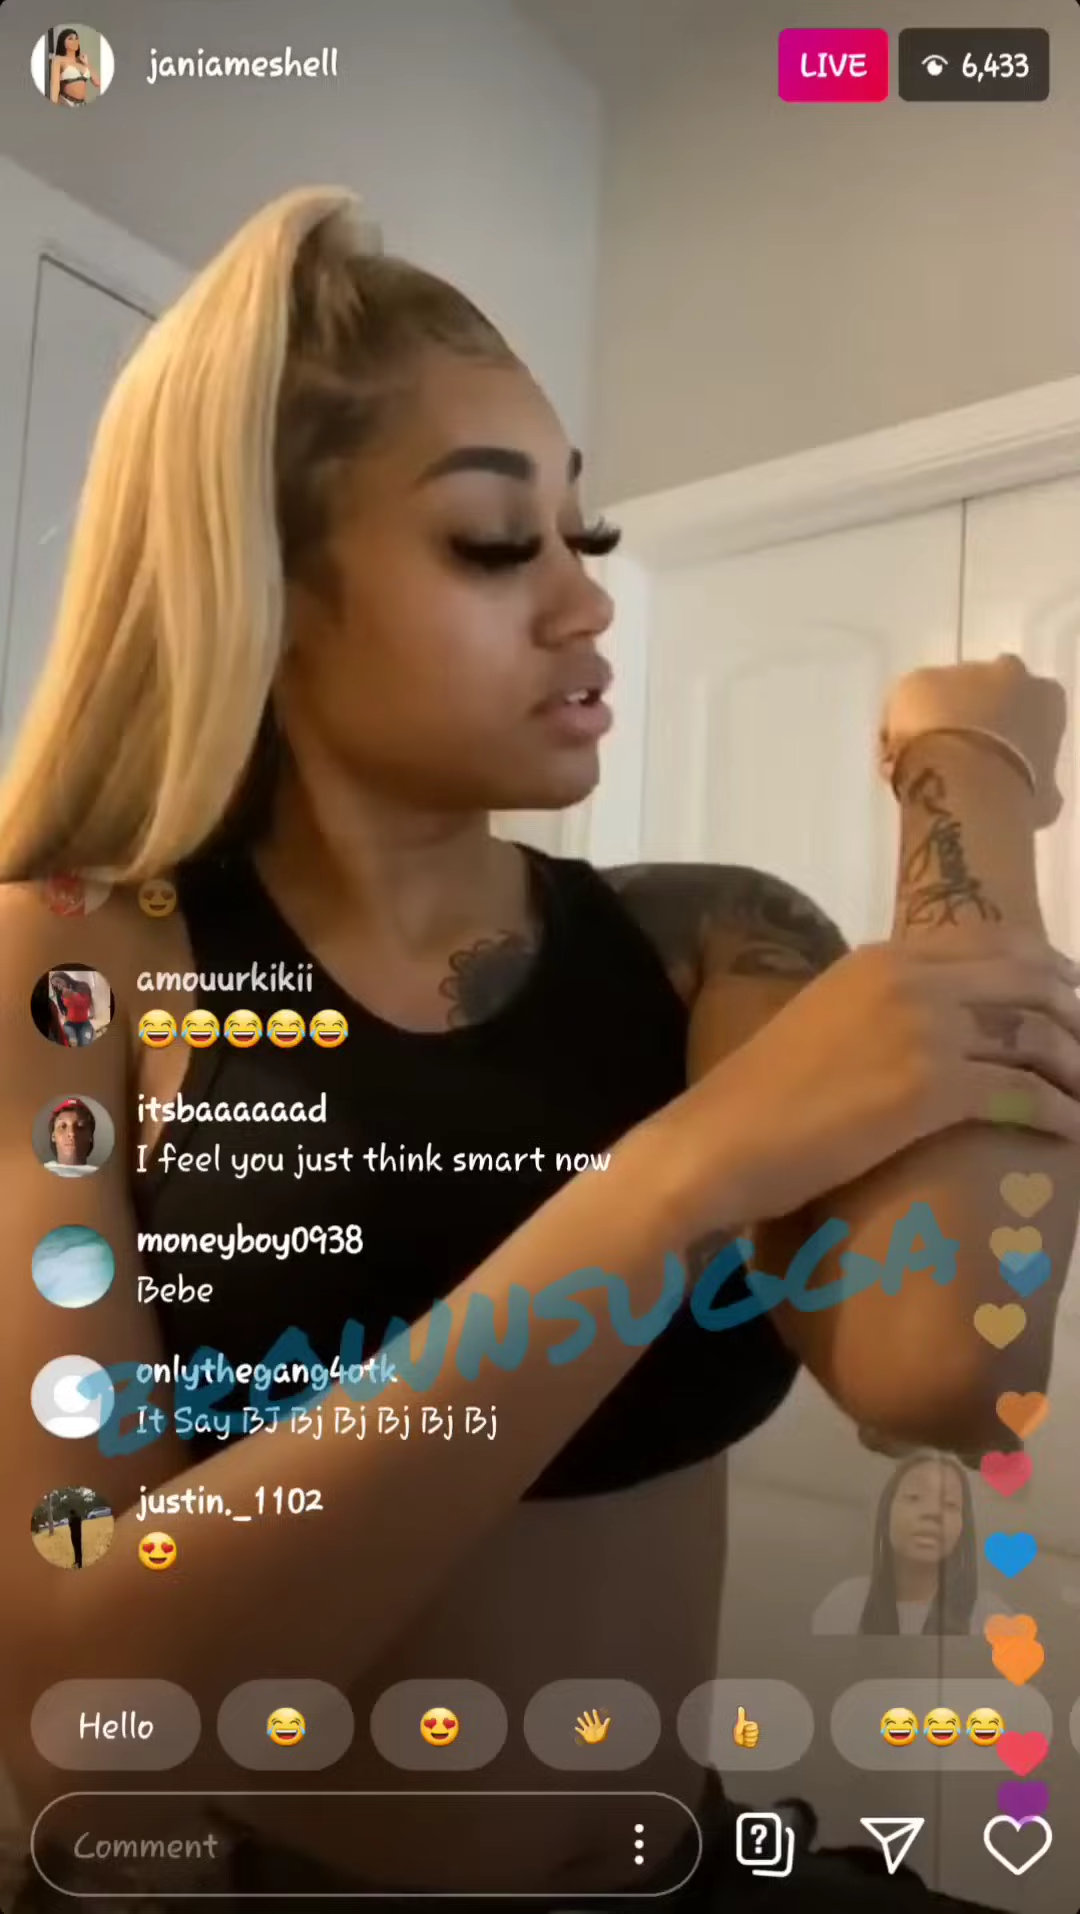 janiameshell
LIVE
6,433
amouurkikii
😂😂😂😂😂
itsbaaaaaad
I feel you just think smart now
moneyboy0938
Bebe
onlythegang4otk
It Say BJ Bj Bj Bj Bj Bj
BROWNSUGGA
justin._1102
😍
Hello
Comment